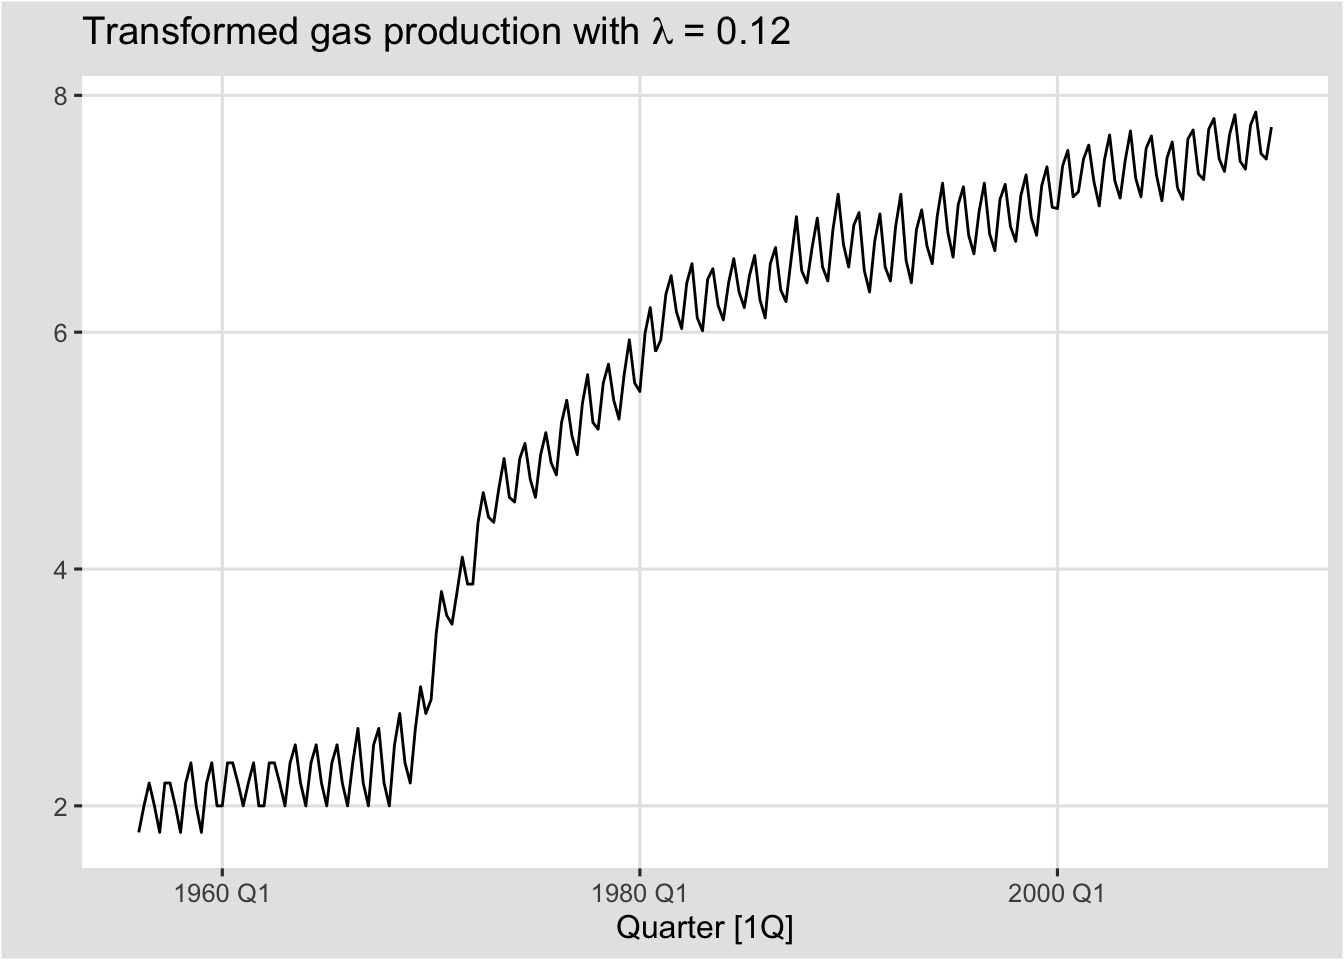 Transformed gas production with λ = 0.12
8
6
4
2
1960 Q1 1980 Q1 2000 Q1
Quarter [1Q]